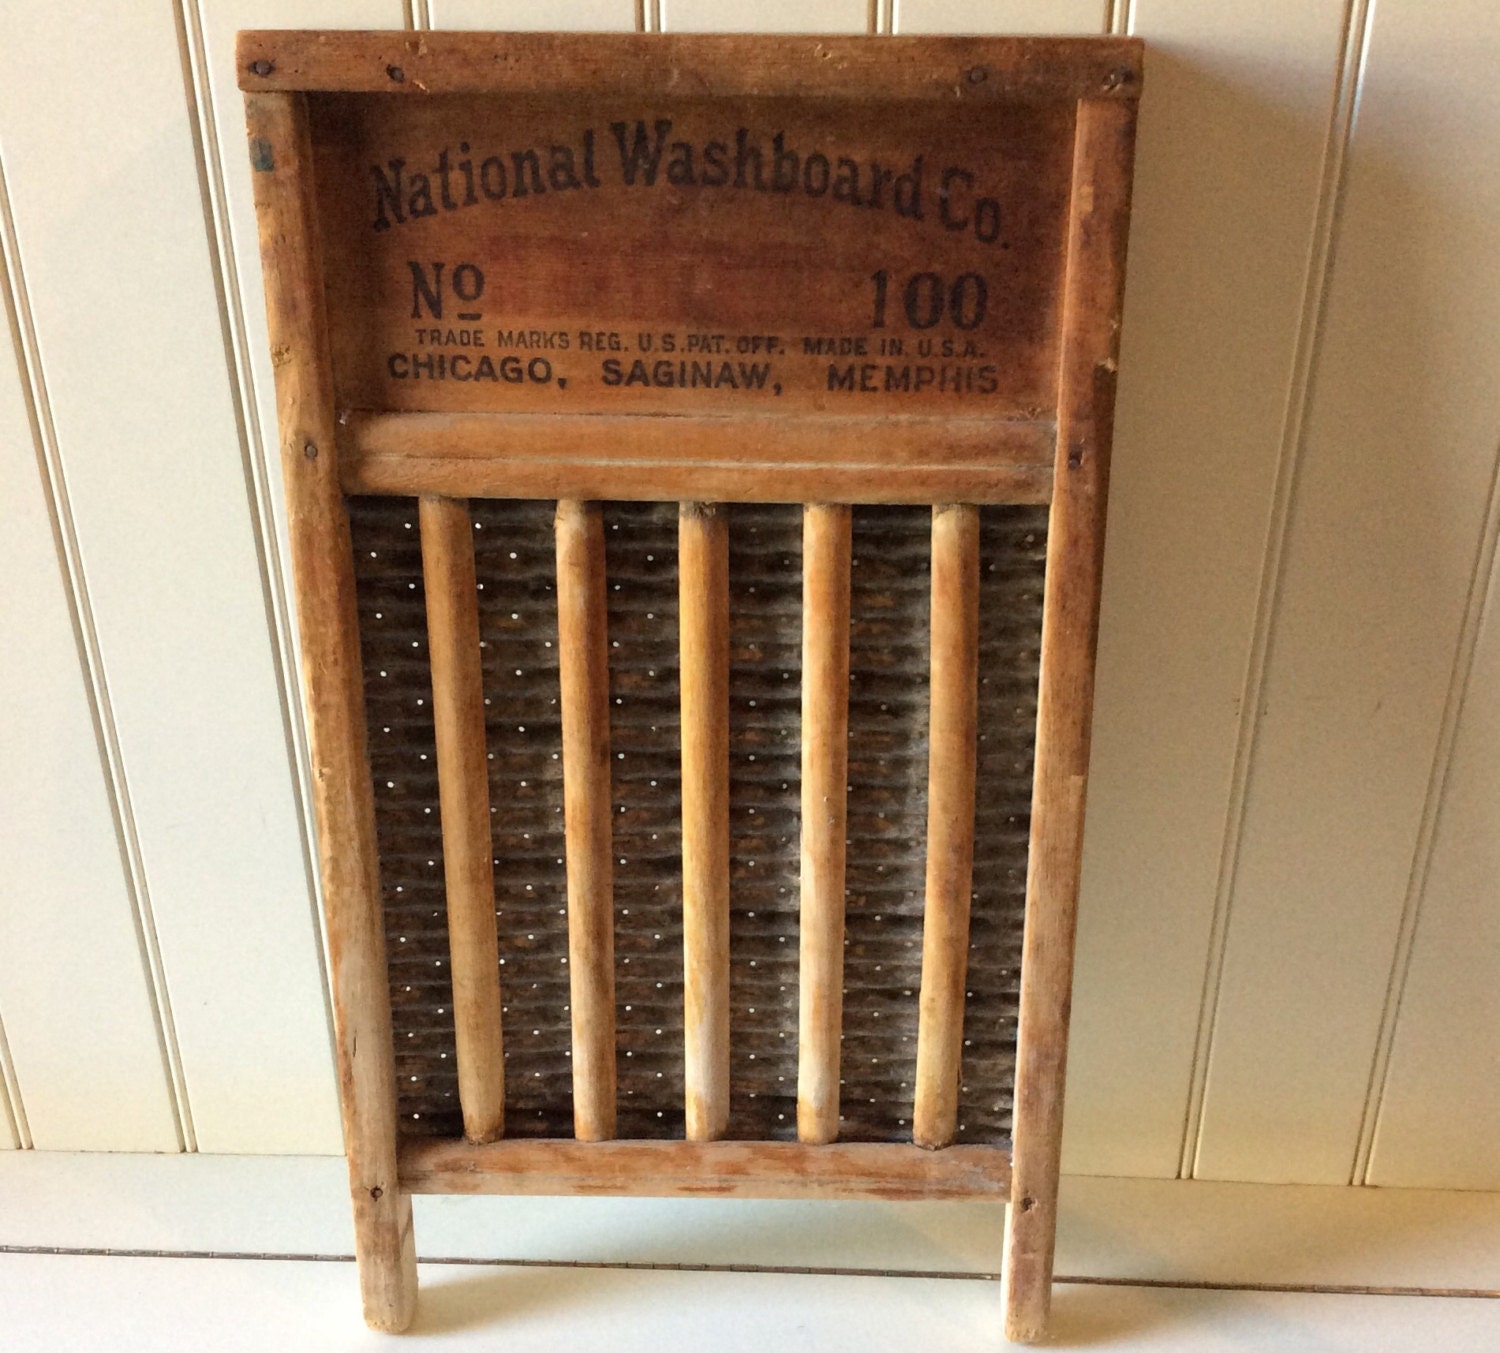 National Washboard Co.
No 100
TRADE MARKS REG. U.S. PAT. OFF. MADE IN U.S.A.
CHICAGO, SAGINAW, MEMPHIS